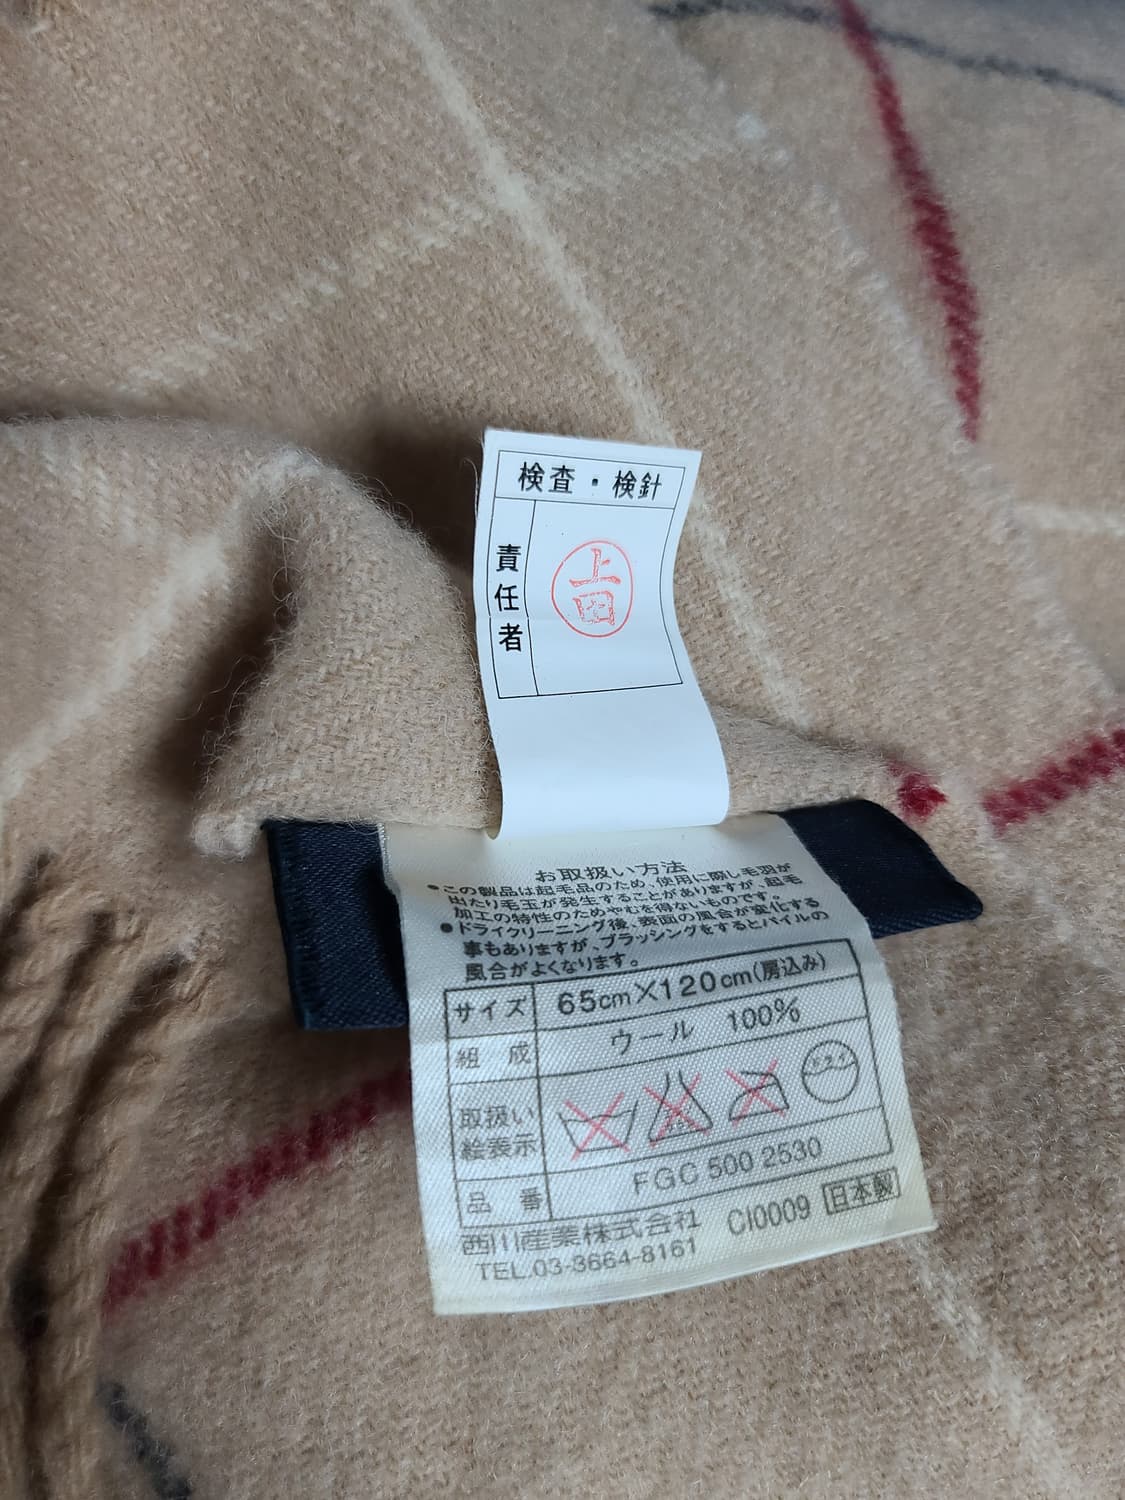 検査・検針
責任者
上田
お取扱い方法
●この製品は起毛品のため、使用に際し毛羽が
出たり毛玉が発生することがありますが、起毛
加工の特性のためやむを得ないものです。
●ドライクリーニング後、表面の風合が変化する
事もありますが、ブラッシングをするとパイルの
風合がよくなります。
サイズ 65cm×120cm(房込み)
組成 ウール 100%
取扱い
絵表示 ドライ
品番 FGC 500 2530
西川産業株式会社 CI0009 日本製
TEL.03-3664-8161